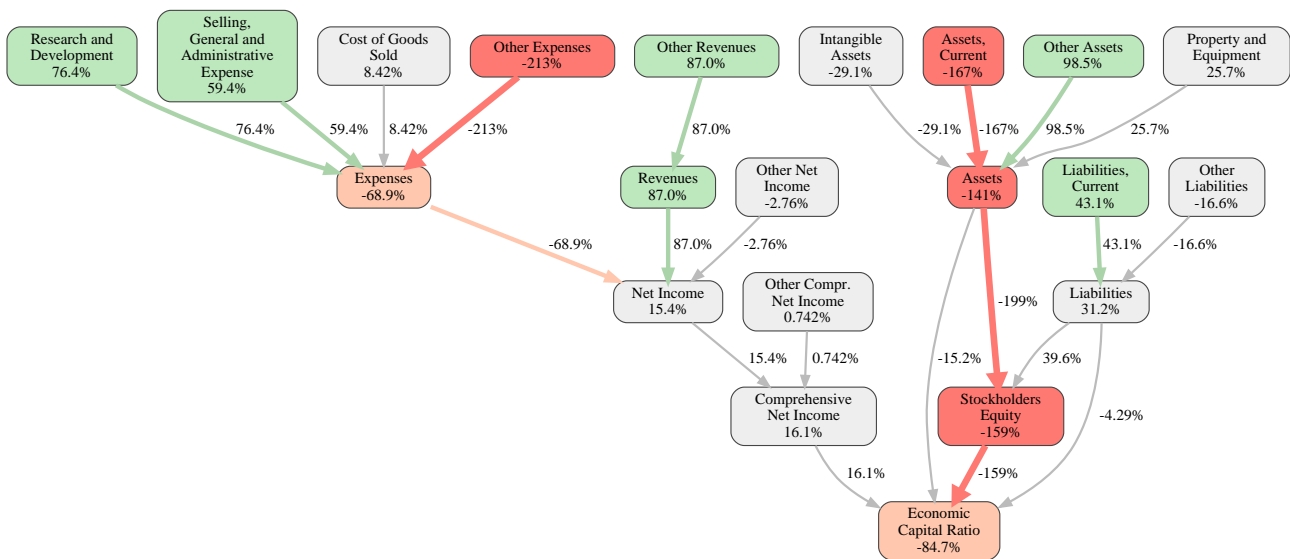 Research and
Development
76.4%
Selling,
General and
Administrative
Expense
59.4%
Cost of Goods
Sold
8.42%
Other Expenses
-213%
Other Revenues
87.0%
Intangible
Assets
-29.1%
Assets,
Current
-167%
Other Assets
98.5%
Property and
Equipment
25.7%
76.4%
59.4%
8.42%
-213%
87.0%
-29.1%
-167%
98.5%
25.7%
Expenses
-68.9%
Revenues
87.0%
Other Net
Income
-2.76%
Assets
-141%
Liabilities,
Current
43.1%
Other
Liabilities
-16.6%
-68.9%
87.0%
-2.76%
43.1%
-16.6%
Net Income
15.4%
Other Compr.
Net Income
0.742%
-199%
Liabilities
31.2%
15.4%
0.742%
-15.2%
39.6%
Comprehensive
Net Income
16.1%
Stockholders
Equity
-159%
-4.29%
16.1%
-159%
Economic
Capital Ratio
-84.7%